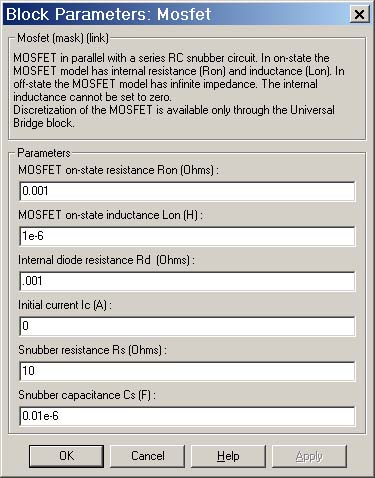 Block Parameters: Mosfet
Mosfet (mask) (link)
MOSFET in parallel with a series RC snubber circuit. In on-state the
MOSFET model has internal resistance (Ron) and inductance (Lon). In
off-state the MOSFET model has infinite impedance. The internal
inductance cannot be set to zero.
Discretization of the MOSFET is available only through the Universal
Bridge block.
Parameters
MOSFET on-state resistance Ron (Ohms) :
0.001
MOSFET on-state inductance Lon (H) :
1e-6
Internal diode resistance Rd  (Ohms) :
.001
Initial current Ic (A) :
0
Snubber resistance Rs (Ohms) :
10
Snubber capacitance Cs (F) :
0.01e-6
OK Cancel Help Apply